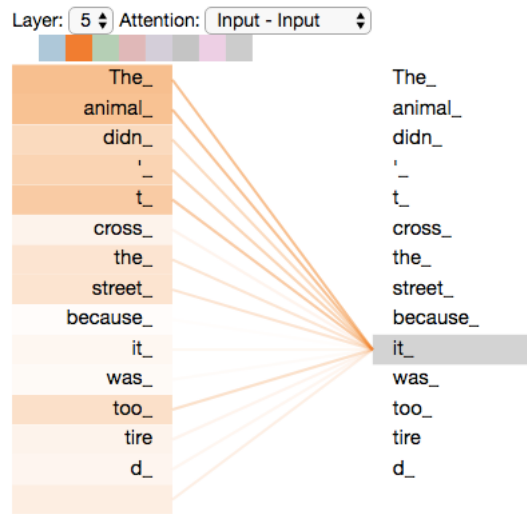 Layer: 5 Attention: Input - Input
The_ The_
animal_ animal_
didn_ didn_
'_ '_
t_ t_
cross_ cross_
the_ the_
street_ street_
because_ because_
it_ it_
was_ was_
too_ too_
tire tire
d_ d_